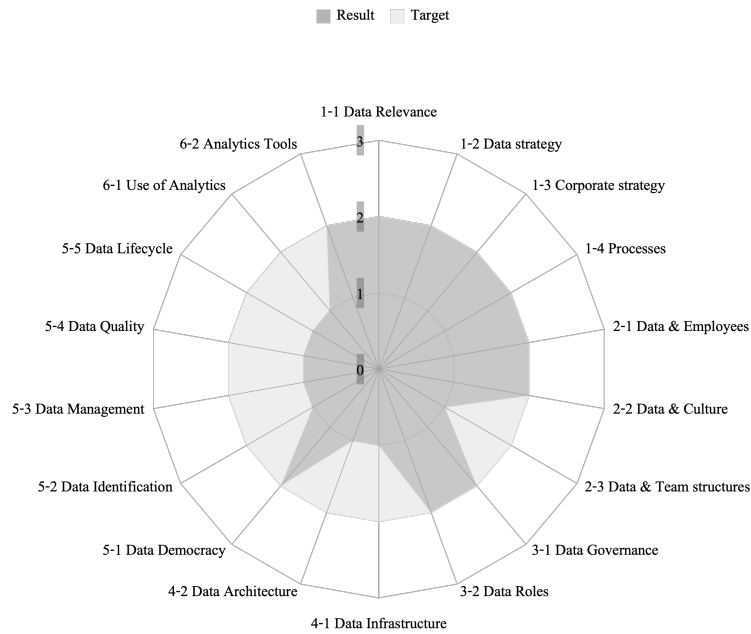 Result
Target
1-1 Data Relevance
1-2 Data strategy
1-3 Corporate strategy
1-4 Processes
2-1 Data & Employees
2-2 Data & Culture
2-3 Data & Team structures
3-1 Data Governance
3-2 Data Roles
4-1 Data Infrastructure
4-2 Data Architecture
5-1 Data Democracy
5-2 Data Identification
5-3 Data Management
5-4 Data Quality
5-5 Data Lifecycle
6-1 Use of Analytics
6-2 Analytics Tools
3
2
1
0